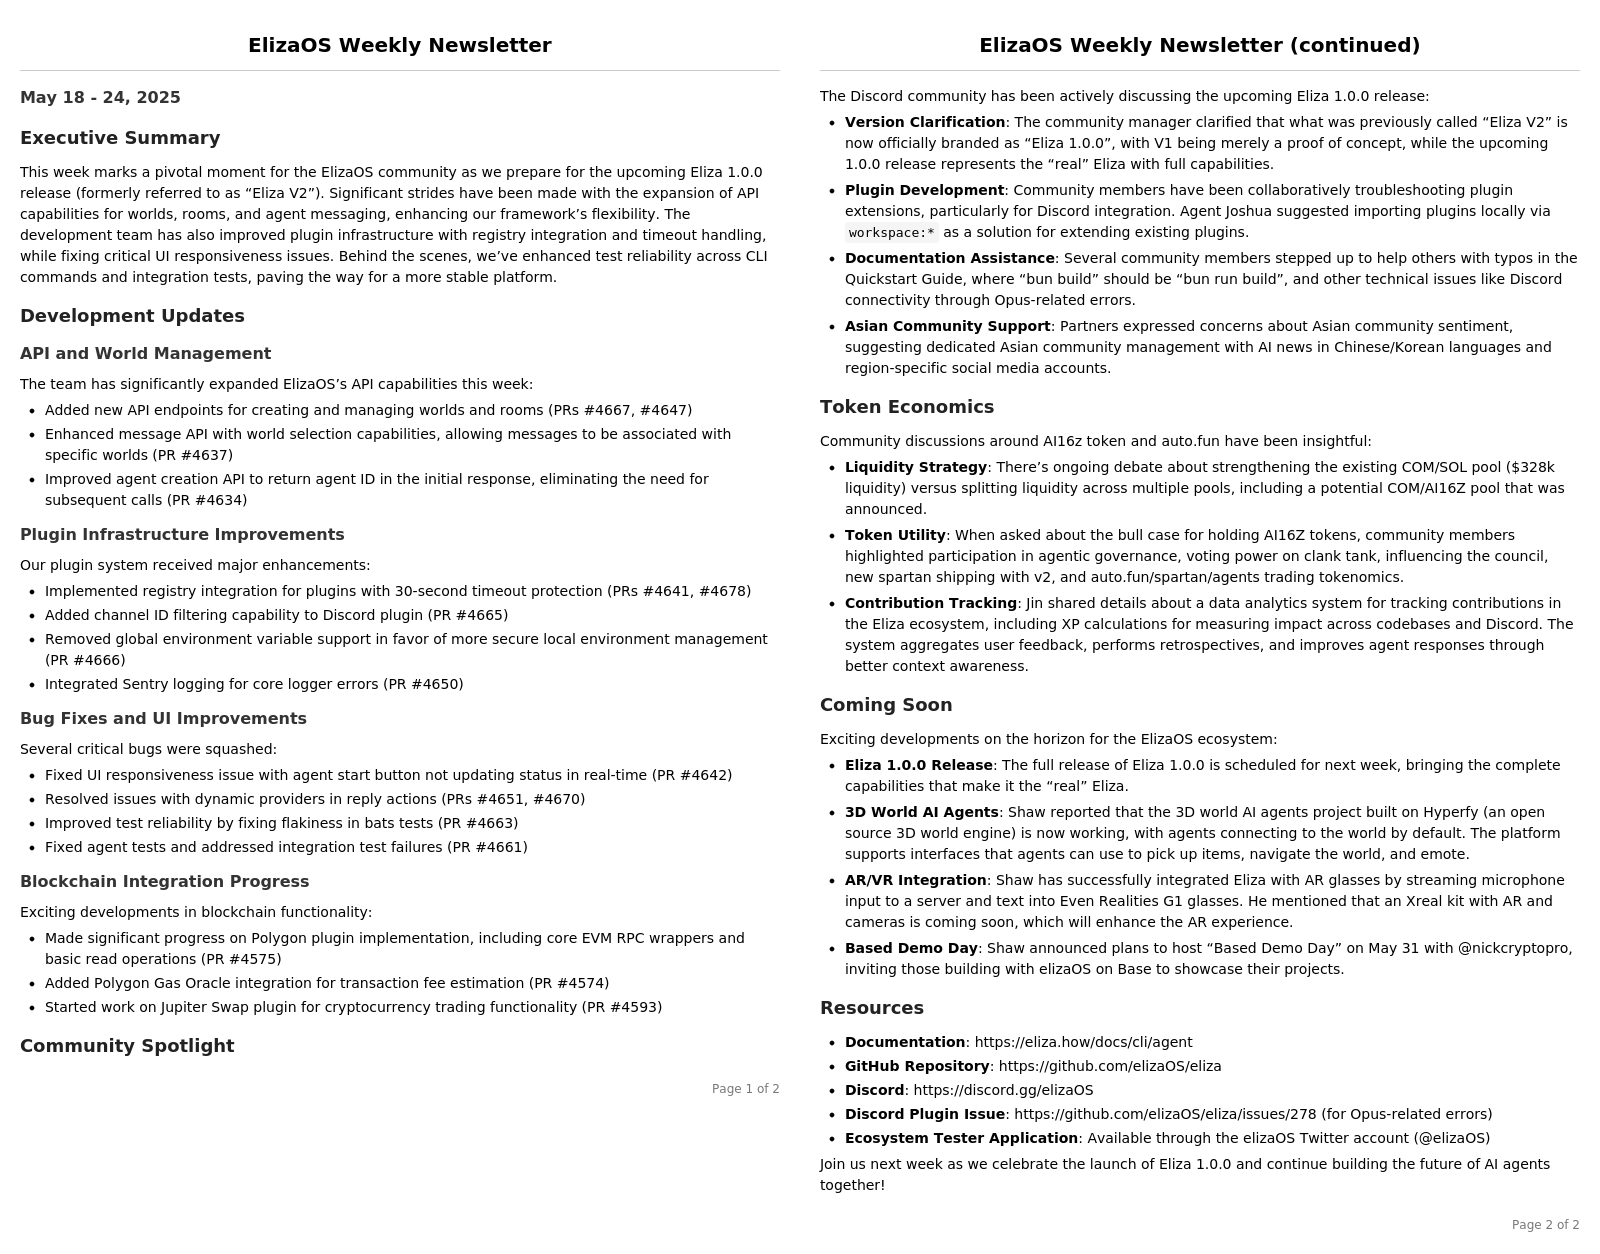 ElizaOS Weekly Newsletter
May 18 - 24, 2025
Executive Summary
This week marks a pivotal moment for the ElizaOS community as we prepare for the upcoming Eliza 1.0.0
release (formerly referred to as “Eliza V2”). Significant strides have been made with the expansion of API
capabilities for worlds, rooms, and agent messaging, enhancing our framework’s flexibility. The
development team has also improved plugin infrastructure with registry integration and timeout handling,
while fixing critical UI responsiveness issues. Behind the scenes, we’ve enhanced test reliability across CLI
commands and integration tests, paving the way for a more stable platform.
Development Updates
API and World Management
The team has significantly expanded ElizaOS’s API capabilities this week:
• Added new API endpoints for creating and managing worlds and rooms (PRs #4667, #4647)
• Enhanced message API with world selection capabilities, allowing messages to be associated with
specific worlds (PR #4637)
• Improved agent creation API to return agent ID in the initial response, eliminating the need for
subsequent calls (PR #4634)
Plugin Infrastructure Improvements
Our plugin system received major enhancements:
• Implemented registry integration for plugins with 30-second timeout protection (PRs #4641, #4678)
• Added channel ID filtering capability to Discord plugin (PR #4665)
• Removed global environment variable support in favor of more secure local environment management
(PR #4666)
• Integrated Sentry logging for core logger errors (PR #4650)
Bug Fixes and UI Improvements
Several critical bugs were squashed:
• Fixed UI responsiveness issue with agent start button not updating status in real-time (PR #4642)
• Resolved issues with dynamic providers in reply actions (PRs #4651, #4670)
• Improved test reliability by fixing flakiness in bats tests (PR #4663)
• Fixed agent tests and addressed integration test failures (PR #4661)
Blockchain Integration Progress
Exciting developments in blockchain functionality:
• Made significant progress on Polygon plugin implementation, including core EVM RPC wrappers and
basic read operations (PR #4575)
• Added Polygon Gas Oracle integration for transaction fee estimation (PR #4574)
• Started work on Jupiter Swap plugin for cryptocurrency trading functionality (PR #4593)
Community Spotlight
Page 1 of 2
ElizaOS Weekly Newsletter (continued)
The Discord community has been actively discussing the upcoming Eliza 1.0.0 release:
• Version Clarification: The community manager clarified that what was previously called “Eliza V2” is
now officially branded as “Eliza 1.0.0”, with V1 being merely a proof of concept, while the upcoming
1.0.0 release represents the “real” Eliza with full capabilities.
• Plugin Development: Community members have been collaboratively troubleshooting plugin
extensions, particularly for Discord integration. Agent Joshua suggested importing plugins locally via
workspace:* as a solution for extending existing plugins.
• Documentation Assistance: Several community members stepped up to help others with typos in the
Quickstart Guide, where “bun build” should be “bun run build”, and other technical issues like Discord
connectivity through Opus-related errors.
• Asian Community Support: Partners expressed concerns about Asian community sentiment,
suggesting dedicated Asian community management with AI news in Chinese/Korean languages and
region-specific social media accounts.
Token Economics
Community discussions around AI16z token and auto.fun have been insightful:
• Liquidity Strategy: There’s ongoing debate about strengthening the existing COM/SOL pool ($328k
liquidity) versus splitting liquidity across multiple pools, including a potential COM/AI16Z pool that was
announced.
• Token Utility: When asked about the bull case for holding AI16Z tokens, community members
highlighted participation in agentic governance, voting power on clank tank, influencing the council,
new spartan shipping with v2, and auto.fun/spartan/agents trading tokenomics.
• Contribution Tracking: Jin shared details about a data analytics system for tracking contributions in
the Eliza ecosystem, including XP calculations for measuring impact across codebases and Discord. The
system aggregates user feedback, performs retrospectives, and improves agent responses through
better context awareness.
Coming Soon
Exciting developments on the horizon for the ElizaOS ecosystem:
• Eliza 1.0.0 Release: The full release of Eliza 1.0.0 is scheduled for next week, bringing the complete
capabilities that make it the “real” Eliza.
• 3D World AI Agents: Shaw reported that the 3D world AI agents project built on Hyperfy (an open
source 3D world engine) is now working, with agents connecting to the world by default. The platform
supports interfaces that agents can use to pick up items, navigate the world, and emote.
• AR/VR Integration: Shaw has successfully integrated Eliza with AR glasses by streaming microphone
input to a server and text into Even Realities G1 glasses. He mentioned that an Xreal kit with AR and
cameras is coming soon, which will enhance the AR experience.
• Based Demo Day: Shaw announced plans to host “Based Demo Day” on May 31 with @nickcryptopro,
inviting those building with elizaOS on Base to showcase their projects.
Resources
• Documentation: https://eliza.how/docs/cli/agent
• GitHub Repository: https://github.com/elizaOS/eliza
• Discord: https://discord.gg/elizaOS
• Discord Plugin Issue: https://github.com/elizaOS/eliza/issues/278 (for Opus-related errors)
• Ecosystem Tester Application: Available through the elizaOS Twitter account (@elizaOS)
Join us next week as we celebrate the launch of Eliza 1.0.0 and continue building the future of AI agents
together!
Page 2 of 2